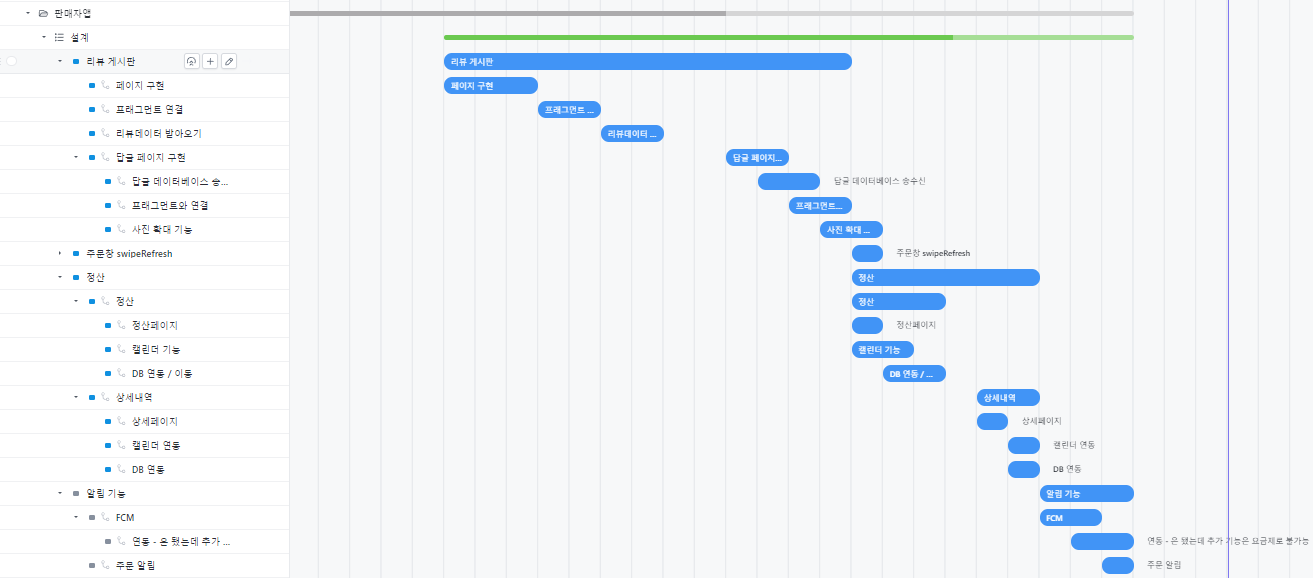 판매자앱
설계
리뷰 게시판
리뷰 게시판
페이지 구현
페이지 구현
프래그먼트 연결
프래그먼트 ...
리뷰데이터 받아오기
리뷰데이터 ...
답글 페이지 구현
답글 페이지...
답글 데이터베이스 송...
답글 데이터베이스 송수신
프래그먼트와 연결
프래그먼트...
사진 확대 기능
사진 확대 ...
주문창 swipeRefresh
주문창 swipeRefresh
정산
정산
정산
정산
정산페이지
정산페이지
캘린더 기능
캘린더 기능
DB 연동 / 이동
DB 연동 / ...
상세내역
상세내역
상세페이지
상세페이지
캘린더 연동
캘린더 연동
DB 연동
DB 연동
알림 기능
알림 기능
FCM
FCM
연동 - 은 됐는데 추가 ...
연동 - 은 됐는데 추가 기능은 요금제로 불가능
주문 알림
주문 알림